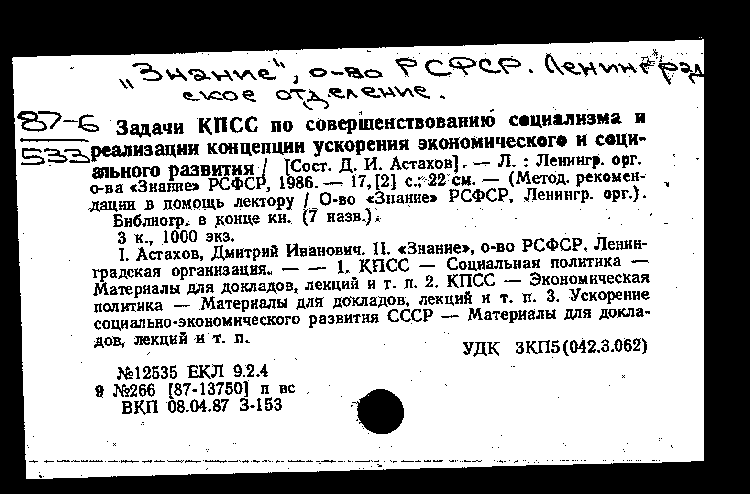 „Знание“, о-во РСФСР. Ленинград
ское отделение.
87-6
533
Задачи КПСС по совершенствованию социализма и
реализации концепции ускорения экономического и соци-
ального развития / [Сост. Д. И. Астахов]. — Л. : Ленингр. орг.
о-ва «Знание» РСФСР, 1986. — 17, [2] с.; 22 см. — (Метод. рекомен-
дации в помощь лектору / О-во «Знание» РСФСР, Ленингр. орг.).
Библиогр. в конце кн. (7 назв.).
3 к., 1000 экз.
I. Астахов, Дмитрий Иванович. II. «Знание», о-во РСФСР. Ленин-
градская организация. — — 1. КПСС — Социальная политика —
Материалы для докладов, лекций и т. п. 2. КПСС — Экономическая
политика — Материалы для докладов, лекций и т. п. 3. Ускорение
социально-экономического развития СССР — Материалы для докла-
дов, лекций и т. п.
УДК 3КП5(042.3.062)
№12535 ЕКЛ 9.2.4
9 №266 [87-13750] п вс
ВКП 08.04.87 З-153